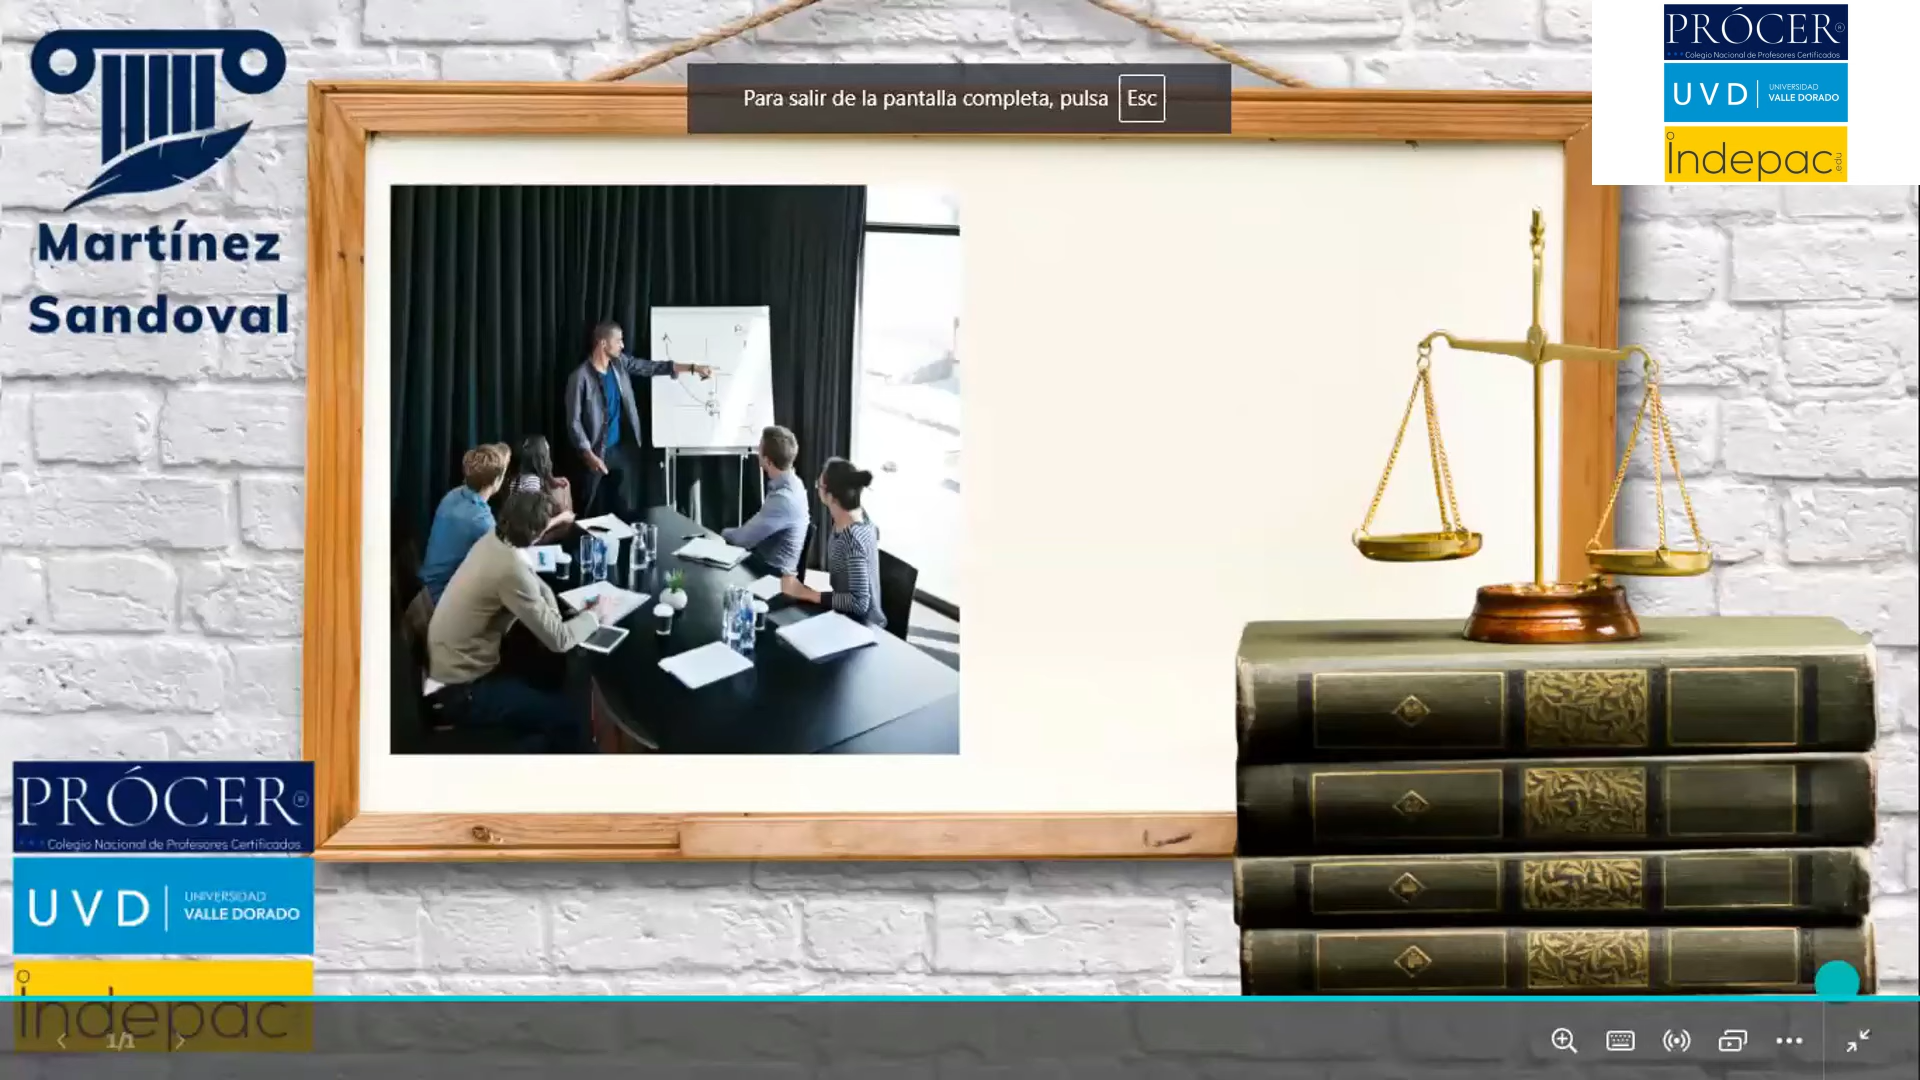 Martínez
Sandoval
Para salir de la pantalla completa, pulsa Esc
PRÓCER®
Colegio Nacional de Profesores Certificados
UVD UNIVERSIDAD
VALLE DORADO
indepac.edu
PRÓCER®
Colegio Nacional de Profesores Certificados
UVD UNIVERSIDAD
VALLE DORADO
indepac
1/1